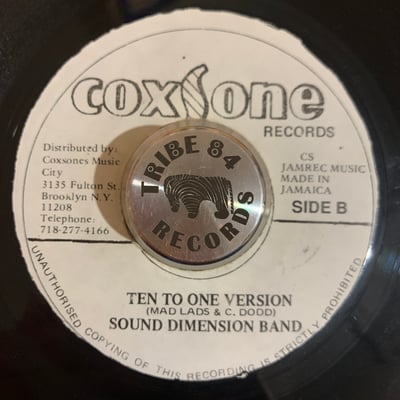 coxsone
RECORDS
Distributed by:
Coxsones Music
City
3135 Fulton St.
Brooklyn N.Y.
11208
Telephone:
718-277-4166
TRIBE 84
RECORDS
CS
JAMREC MUSIC
MADE IN
JAMAICA
SIDE B
TEN TO ONE VERSION
(MAD LADS & C. DODD)
SOUND DIMENSION BAND
UNAUTHORISED COPYING OF THIS RECORDING IS STRICTLY PROHIBITED